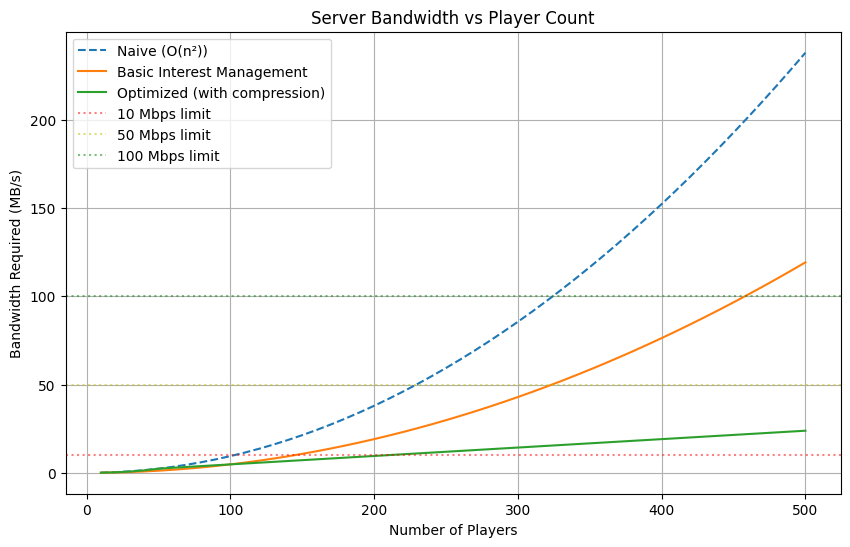 Server Bandwidth vs Player Count
Naive (O(n²))
Basic Interest Management
Optimized (with compression)
10 Mbps limit
50 Mbps limit
100 Mbps limit
Bandwidth Required (MB/s)
200
150
100
50
0
0
100
200
300
400
500
Number of Players